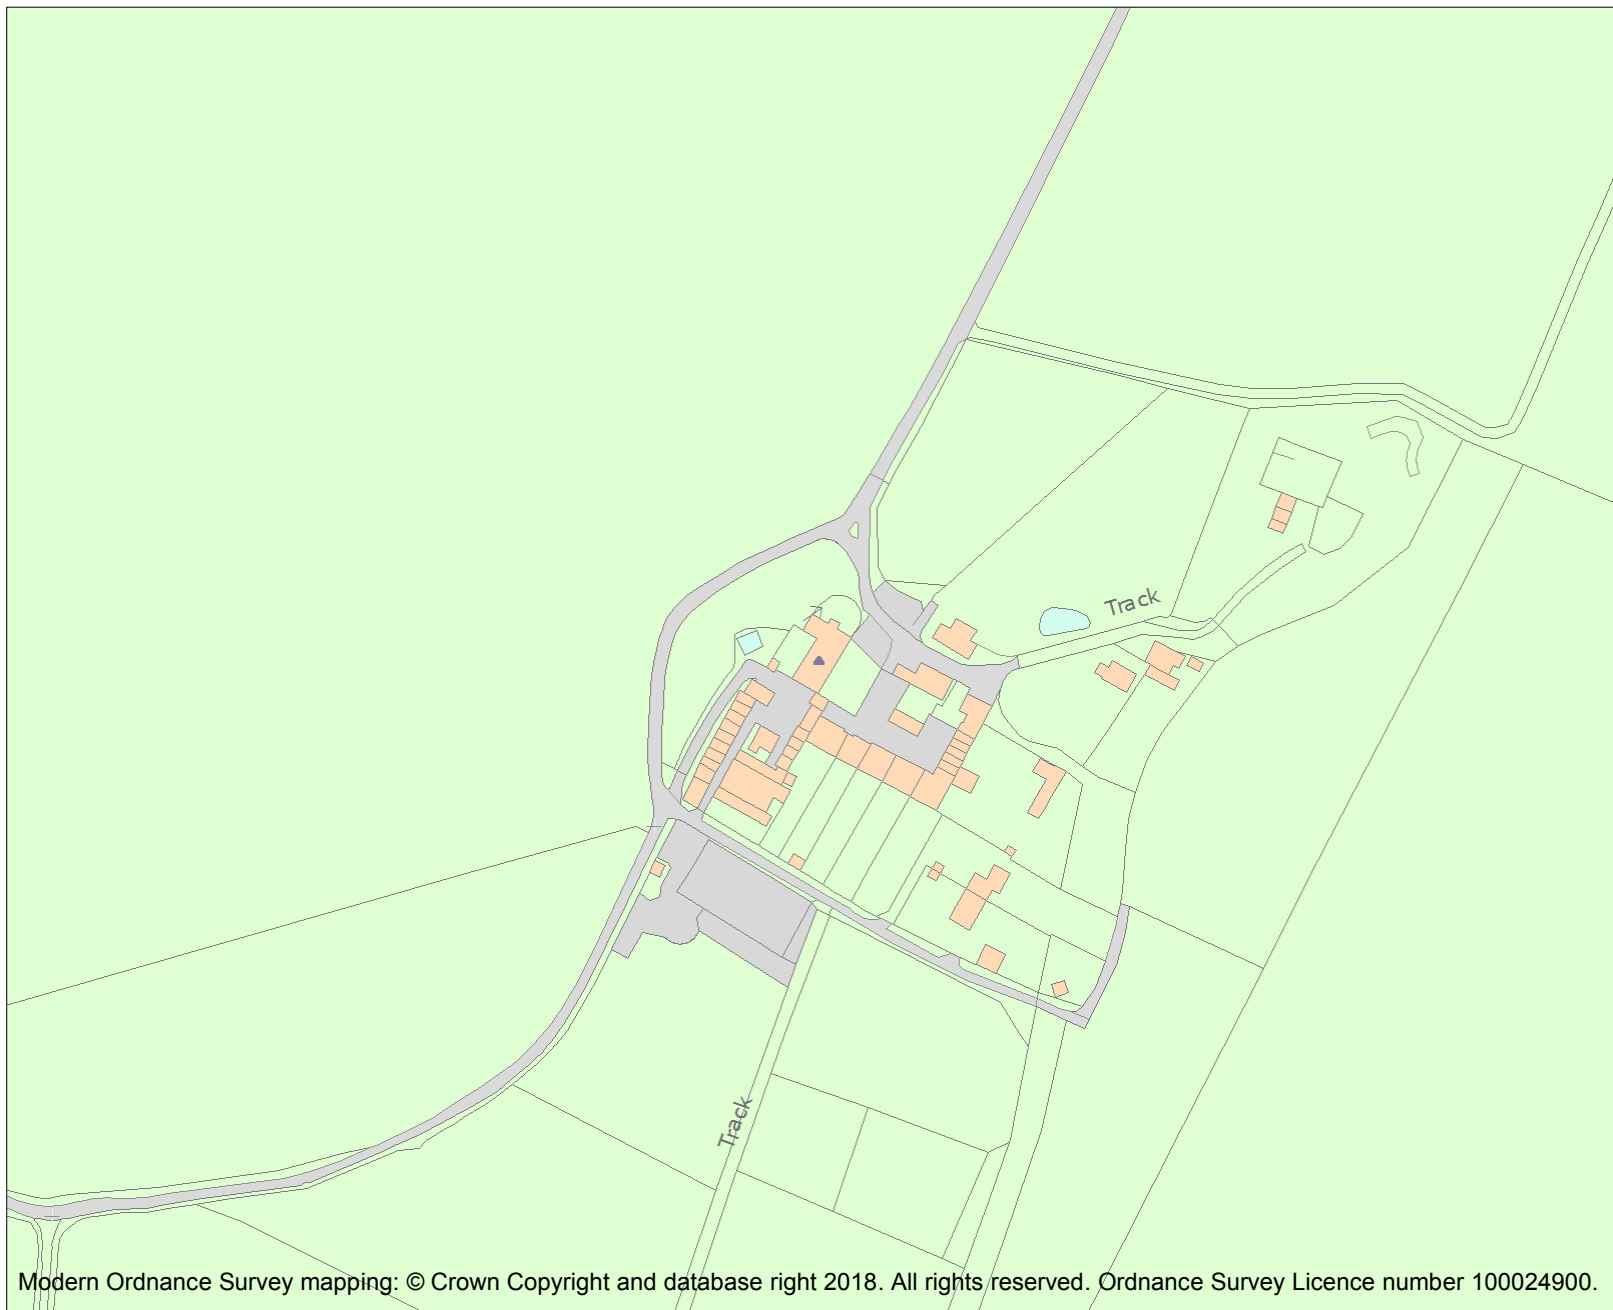 Track
Track
Modern Ordnance Survey mapping: © Crown Copyright and database right 2018. All rights reserved. Ordnance Survey Licence number 100024900.